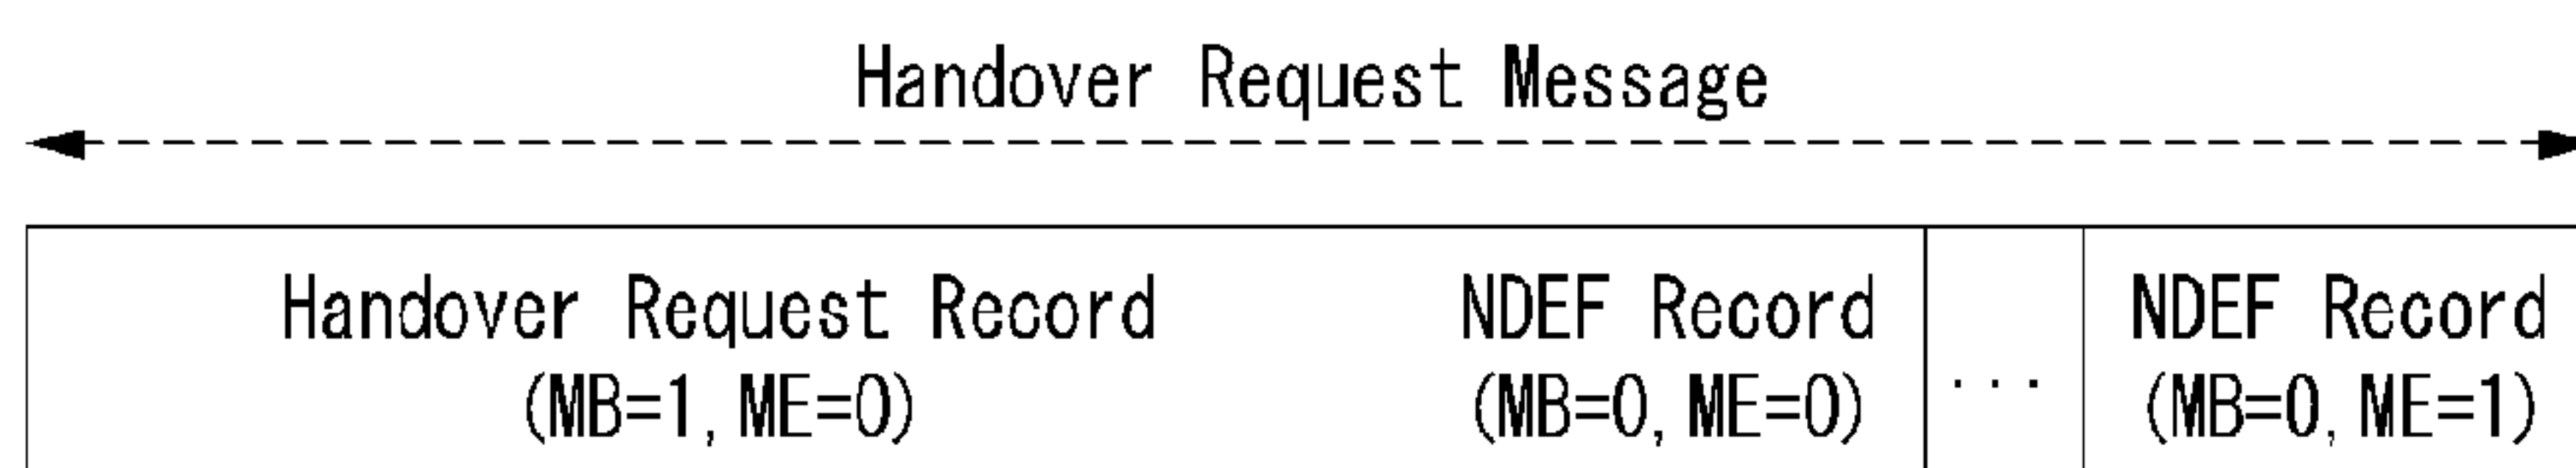 Handover Request Message
Handover Request Record NDEF Record NDEF Record
(MB=1, ME=0) (MB=0, ME=0) ... (MB=0, ME=1)